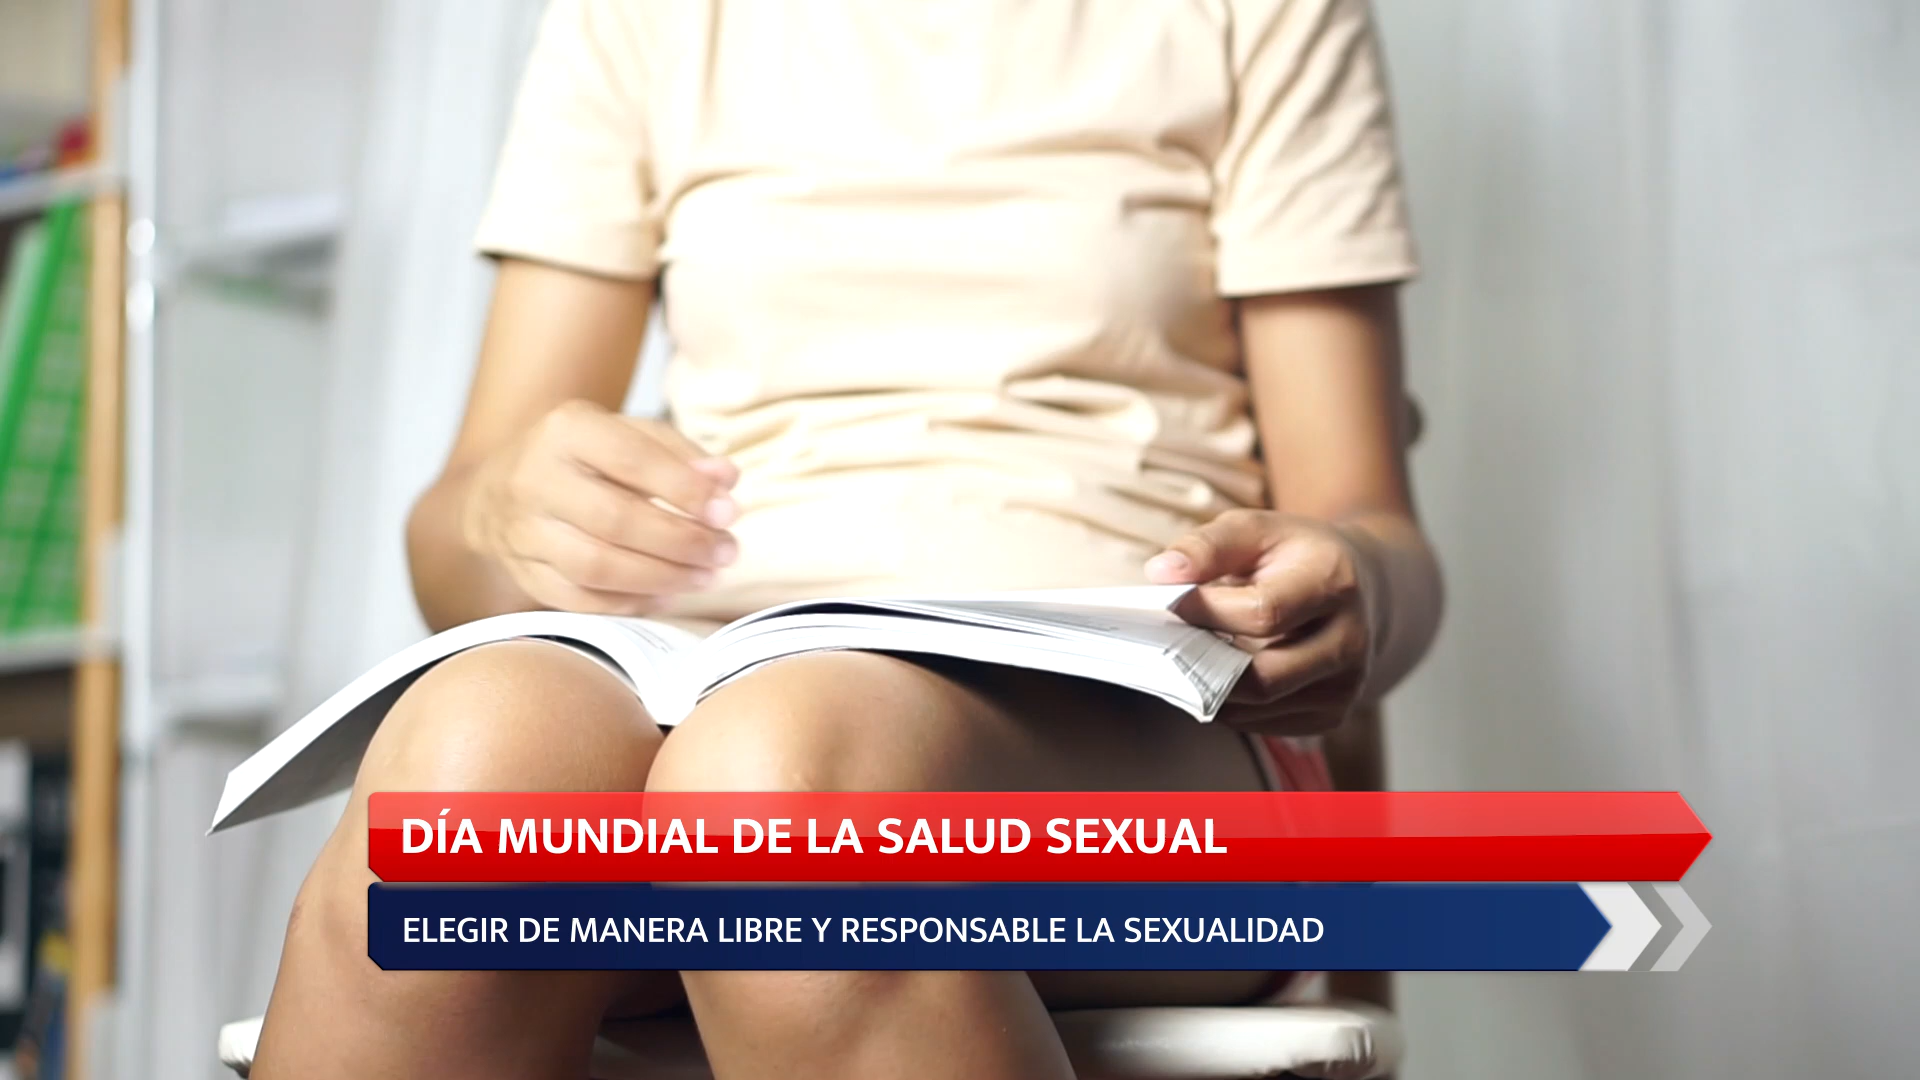 DÍA MUNDIAL DE LA SALUD SEXUAL
ELEGIR DE MANERA LIBRE Y RESPONSABLE LA SEXUALIDAD